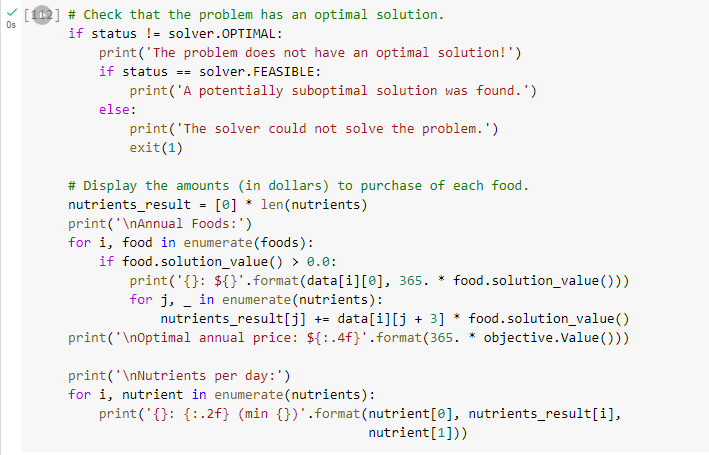 [112] # Check that the problem has an optimal solution.
0s if status != solver.OPTIMAL:
    print('The problem does not have an optimal solution!')
    if status == solver.FEASIBLE:
        print('A potentially suboptimal solution was found.')
    else:
        print('The solver could not solve the problem.')
        exit(1)

# Display the amounts (in dollars) to purchase of each food.
nutrients_result = [0] * len(nutrients)
print('\nAnnual Foods:')
for i, food in enumerate(foods):
    if food.solution_value() > 0.0:
        print('{}: ${}'.format(data[i][0], 365. * food.solution_value()))
        for j, _ in enumerate(nutrients):
            nutrients_result[j] += data[i][j + 3] * food.solution_value()
print('\nOptimal annual price: ${:.4f}'.format(365. * objective.Value()))

print('\nNutrients per day:')
for i, nutrient in enumerate(nutrients):
    print('{}: {:.2f} (min {})'.format(nutrient[0], nutrients_result[i],
                                       nutrient[1]))